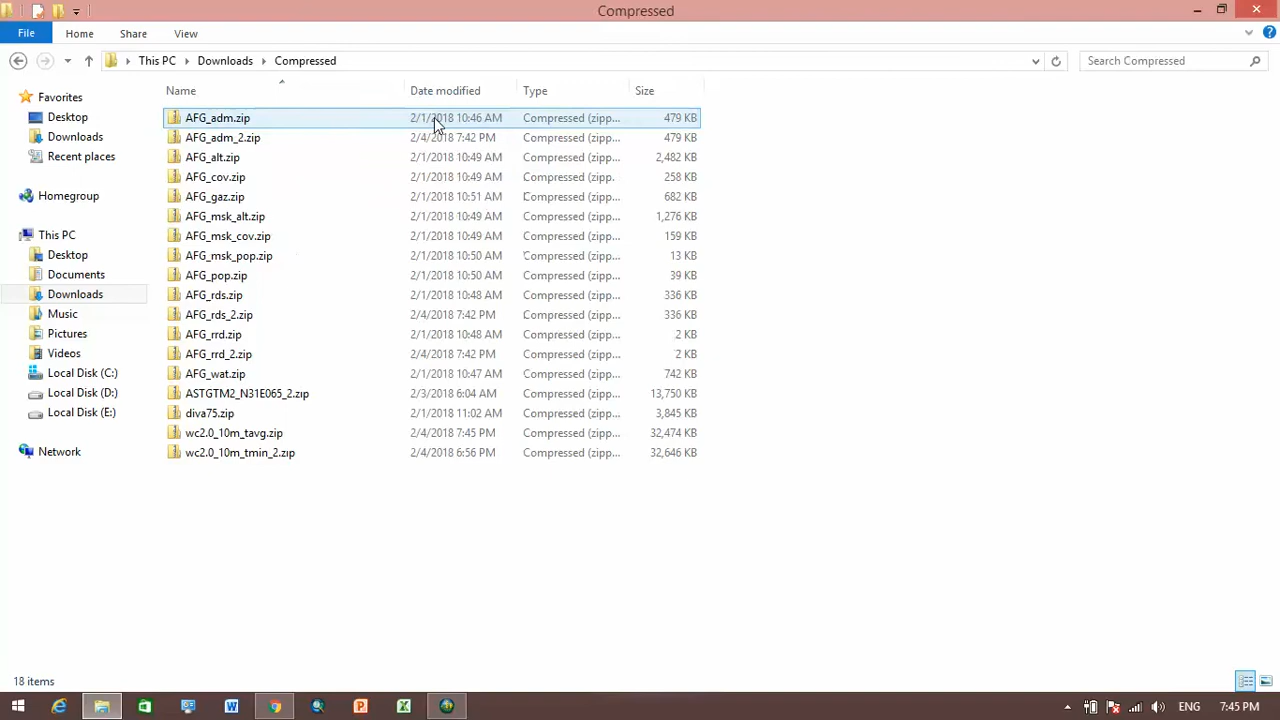 Compressed
File Home Share View
This PC Downloads Compressed
Search Compressed
Name Date modified Type Size
Favorites
Desktop
Downloads
Recent places
Homegroup
This PC
Desktop
Documents
Downloads
Music
Pictures
Videos
Local Disk (C:)
Local Disk (D:)
Local Disk (E:)
Network
AFG_adm.zip 2/1/2018 10:46 AM Compressed (zipp... 479 KB
AFG_adm_2.zip 2/4/2018 7:42 PM Compressed (zipp... 479 KB
AFG_alt.zip 2/1/2018 10:49 AM Compressed (zipp... 2,482 KB
AFG_cov.zip 2/1/2018 10:49 AM Compressed (zipp. 258 KB
AFG_gaz.zip 2/1/2018 10:51 AM Compressed (zipp... 682 KB
AFG_msk_alt.zip 2/1/2018 10:49 AM Compressed (zipp... 1,276 KB
AFG_msk_cov.zip 2/1/2018 10:49 AM Compressed (zipp... 159 KB
AFG_msk_pop.zip 2/1/2018 10:50 AM Compressed (zipp... 13 KB
AFG_pop.zip 2/1/2018 10:50 AM Compressed (zipp... 39 KB
AFG_rds.zip 2/1/2018 10:48 AM Compressed (zipp... 336 KB
AFG_rds_2.zip 2/4/2018 7:42 PM Compressed (zipp... 336 KB
AFG_rrd.zip 2/1/2018 10:48 AM Compressed (zipp... 2 KB
AFG_rrd_2.zip 2/4/2018 7:42 PM Compressed (zipp... 2 KB
AFG_wat.zip 2/1/2018 10:47 AM Compressed (zipp... 742 KB
ASTGTM2_N31E065_2.zip 2/3/2018 6:04 AM Compressed (zipp... 13,750 KB
diva75.zip 2/1/2018 11:02 AM Compressed (zipp... 3,845 KB
wc2.0_10m_tavg.zip 2/4/2018 7:45 PM Compressed (zipp... 32,474 KB
wc2.0_10m_tmin_2.zip 2/4/2018 6:56 PM Compressed (zipp... 32,646 KB
18 items
ENG 7:45 PM